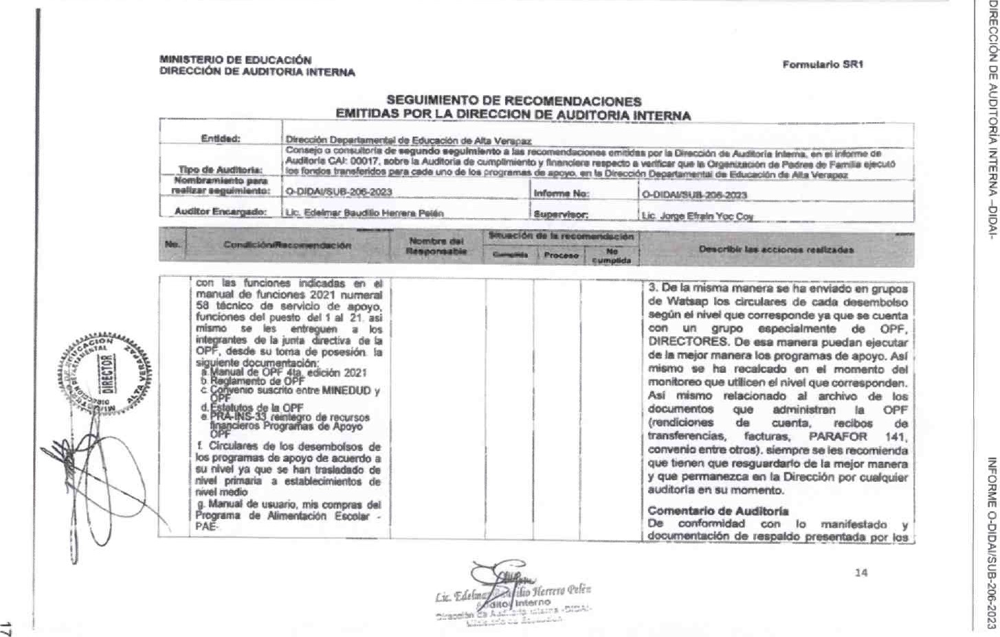 MINISTERIO DE EDUCACIÓN
DIRECCIÓN DE AUDITORIA INTERNA
Formulario SR1
SEGUIMIENTO DE RECOMENDACIONES
EMITIDAS POR LA DIRECCION DE AUDITORIA INTERNA
Entidad:
Dirección Departamental de Educación de Alta Verapaz
Tipo de Auditoria:
Consejo o consultoría de segundo seguimiento a las recomendaciones emitidas por la Dirección de Auditoría Interna, en el informe de
Auditoría CAI: 00017, sobre la Auditoría de cumplimiento y financiera respecto a verificar que la Organización de Padres de Familia ejecutó
los fondos transferidos para cada uno de los programas de apoyo, en la Dirección Departamental de Educación de Alta Verapaz
Nombramiento para
realizar seguimiento:
O-DIDAI/SUB-206-2023
Informe No:
O-DIDAI/SUB-206-2023
Auditor Encargado:
Lic. Edelmar Baudilio Herrera Pelén
Supervisor:
Lic. Jorge Efraín Yoc Coy
No.
Condición/Recomendación
Nombre del
Responsable
Situación de la recomendación
Cumplida
Proceso
No
cumplida
Describir las acciones realizadas
con las funciones indicadas en el
manual de funciones 2021 numeral
58 técnico de servicio de apoyo,
funciones del puesto del 1 al 21. asi
mismo se les entreguen a los
integrantes de la junta directiva de la
OPF, desde su toma de posesión la
siguiente documentación:
a. Manual de OPF 4ta. edición 2021
b. Reglamento de OPF
c. Convenio suscrito entre MINEDUD y
OPF
d. Estatutos de la OPF
e. PRA-INS-33 reintegro de recursos
financieros Programas de Apoyo
OPF
f. Circulares de los desembolsos de
los programas de apoyo de acuerdo a
su nivel ya que se han trasladado de
nivel primaria a establecimientos de
nivel medio
g. Manual de usuario, mis compras del
Programa de Alimentación Escolar -
PAE-
3. De la misma manera se ha enviado en grupos
de Watsap los circulares de cada desembolso
según el nivel que corresponde ya que se cuenta
con un grupo especialmente de OPF,
DIRECTORES. De esa manera puedan ejecutar
de la mejor manera los programas de apoyo. Así
mismo se ha recalcado en el momento del
monitoreo que utilicen el nivel que corresponden.
Así mismo relacionado al archivo de los
documentos que administran la OPF
(rendiciones de cuenta, recibos de
transferencias, facturas, PARAFOR 141,
convenio entre otros), siempre se les recomienda
que tienen que resguardarlo de la mejor manera
y que permanezca en la Dirección por cualquier
auditoría en su momento.
Comentario de Auditoría
De conformidad con lo manifestado y
documentación de respaldo presentada por los
DIRECTOR
ALTA VERAPAZ
14
Lic. Edelmar Baudilio Herrera Pelén
Auditor Interno
Dirección de Auditoría Interna -DIDAI-
Ministerio de Educación
DIRECCIÓN DE AUDITORÍA INTERNA –DIDAI-
INFORME O-DIDAI/SUB-206-2023
17